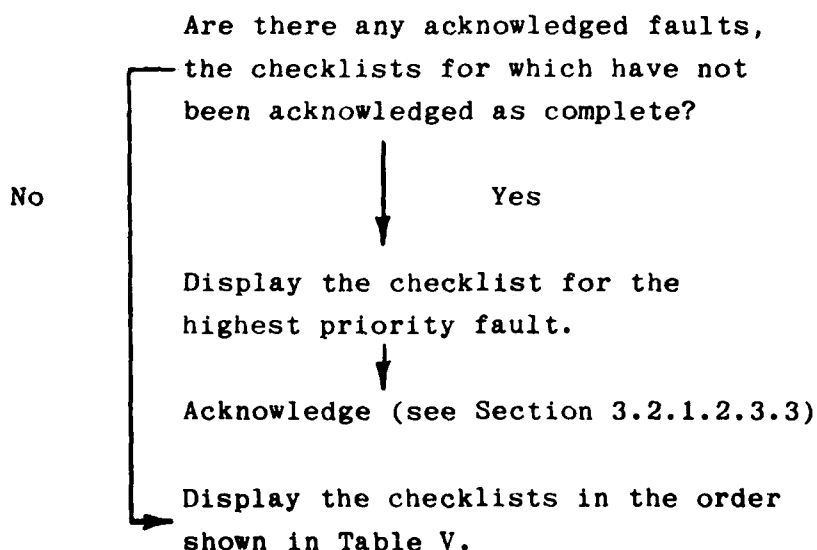 Are there any acknowledged faults,
the checklists for which have not
been acknowledged as complete?
No
Yes
Display the checklist for the
highest priority fault.
Acknowledge (see Section 3.2.1.2.3.3)
Display the checklists in the order
shown in Table V.